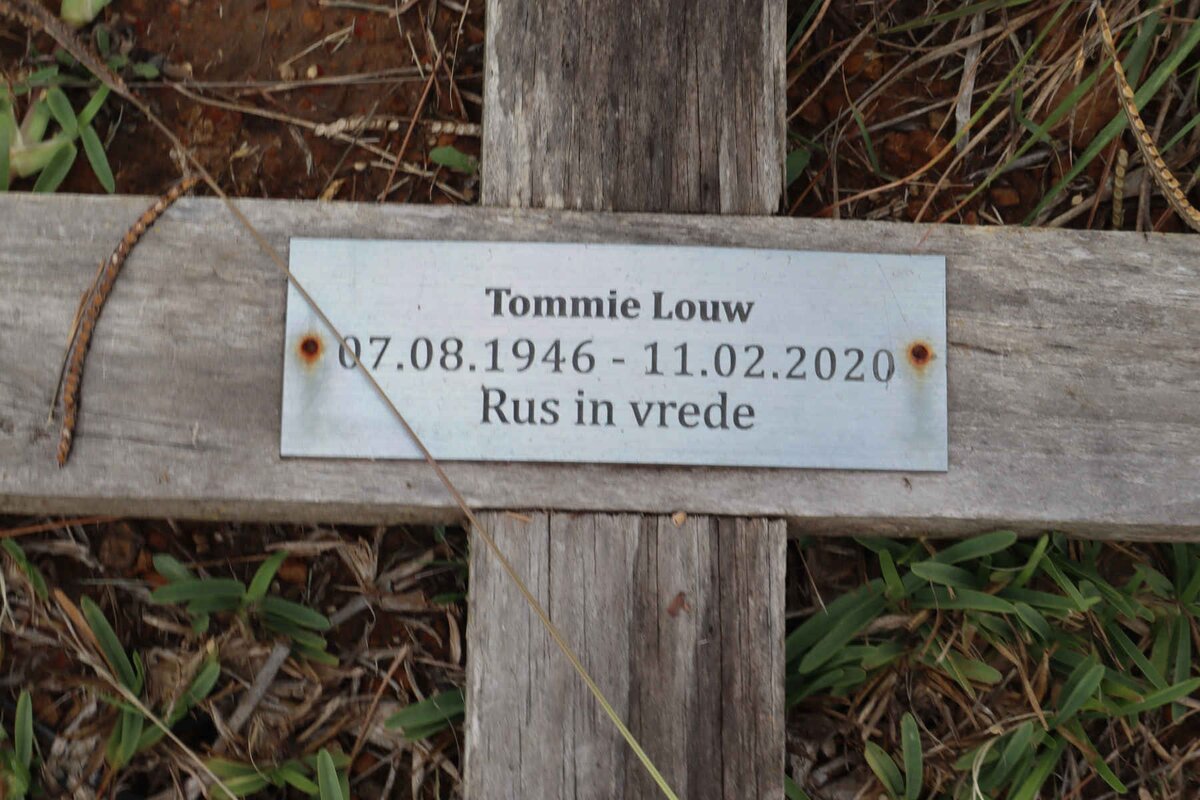 Tommie Louw
07.08.1946 - 11.02.2020
Rus in vrede